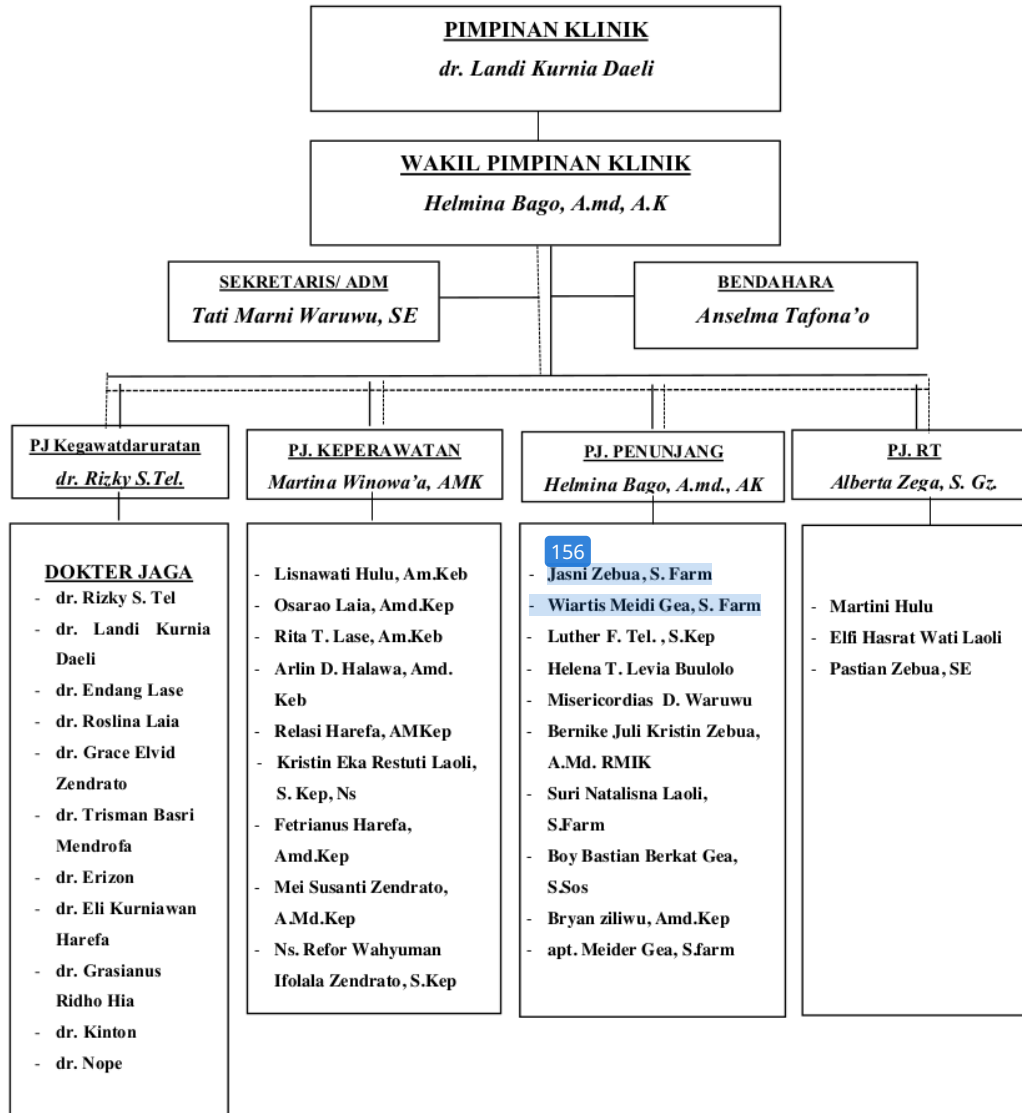 PIMPINAN KLINIK
dr. Landi Kurnia Daeli
WAKIL PIMPINAN KLINIK
Helmina Bago, A.md, A.K
SEKRETARIS/ ADM
Tati Marni Waruwu, SE
BENDAHARA
Anselma Tafona’o
PJ Kegawatdaruratan
dr. Rizky S.Tel.
PJ. KEPERAWATAN
Martina Winowa’a, AMK
PJ. PENUNJANG
Helmina Bago, A.md., AK
PJ. RT
Alberta Zega, S. Gz.
DOKTER JAGA
- dr. Rizky S. Tel
- dr. Landi Kurnia
Daeli
- dr. Endang Lase
- dr. Roslina Laia
- dr. Grace Elvid
Zendrato
- dr. Trisman Basri
Mendrofa
- dr. Erizon
- dr. Eli Kurniawan
Harefa
- dr. Grasianus
Ridho Hia
- dr. Kinton
- dr. Nope
- Lisnawati Hulu, Am.Keb
- Osarao Laia, Amd.Kep
- Rita T. Lase, Am.Keb
- Arlin D. Halawa, Amd.
Keb
- Relasi Harefa, AMKep
- Kristin Eka Restuti Laoli,
S. Kep, Ns
- Fetrianus Harefa,
Amd.Kep
- Mei Susanti Zendrato,
A.Md.Kep
- Ns. Refor Wahyuman
Ifolala Zendrato, S.Kep
156
- Jasni Zebua, S. Farm
- Wiartis Meidi Gea, S. Farm
- Luther F. Tel. , S.Kep
- Helena T. Levia Buulolo
- Misericordias D. Waruwu
- Bernike Juli Kristin Zebua,
A.Md. RMIK
- Suri Natalisna Laoli,
S.Farm
- Boy Bastian Berkat Gea,
S.Sos
- Bryan ziliwu, Amd.Kep
- apt. Meider Gea, S.farm
- Martini Hulu
- Elfi Hasrat Wati Laoli
- Pastian Zebua, SE